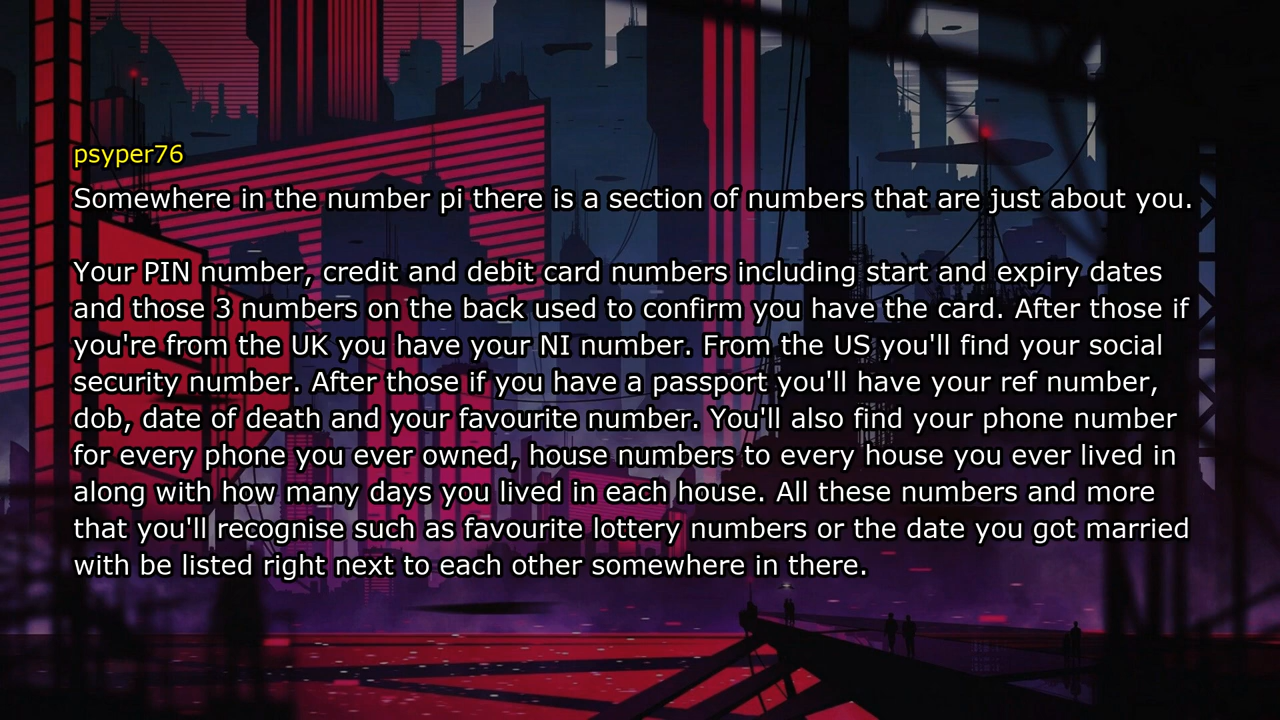 psyper76
Somewhere in the number pi there is a section of numbers that are just about you.
Your PIN number, credit and debit card numbers including start and expiry dates
and those 3 numbers on the back used to confirm you have the card. After those if
you're from the UK you have your NI number. From the US you'll find your social
security number. After those if you have a passport you'll have your ref number,
dob, date of death and your favourite number. You'll also find your phone number
for every phone you ever owned, house numbers to every house you ever lived in
along with how many days you lived in each house. All these numbers and more
that you'll recognise such as favourite lottery numbers or the date you got married
with be listed right next to each other somewhere in there.